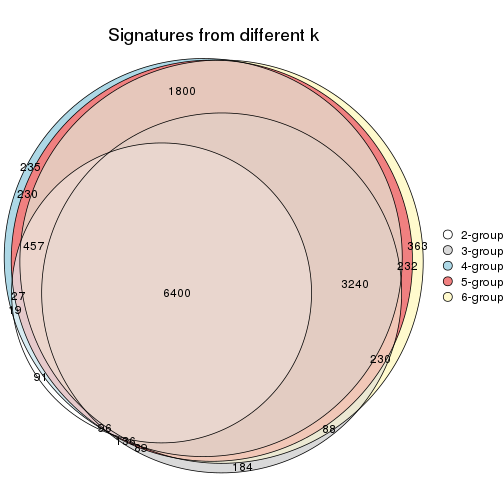 Signatures from different k
1800
235
230
457
363
232
3240
6400
27
19
230
91
96
136
89
88
184
2-group
3-group
4-group
5-group
6-group